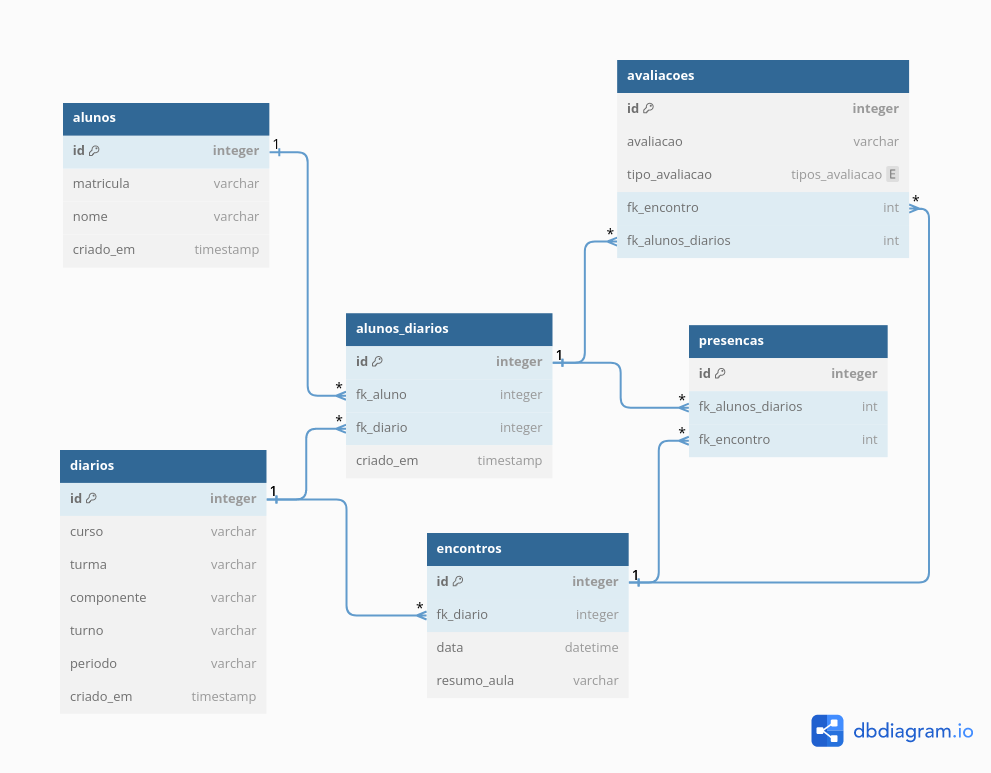 alunos
id integer
matricula varchar
nome varchar
criado_em timestamp
1
*
avaliacoes
id integer
avaliacao varchar
tipo_avaliacao tipos_avaliacao E
fk_encontro int
fk_alunos_diarios int
*
*
alunos_diarios
id integer
fk_aluno integer
fk_diario integer
criado_em timestamp
1
*
presencas
id integer
fk_alunos_diarios int
fk_encontro int
*
*
diarios
id integer
curso varchar
turma varchar
componente varchar
turno varchar
periodo varchar
criado_em timestamp
1
*
encontros
id integer
fk_diario integer
data datetime
resumo_aula varchar
1
dbdiagram.io